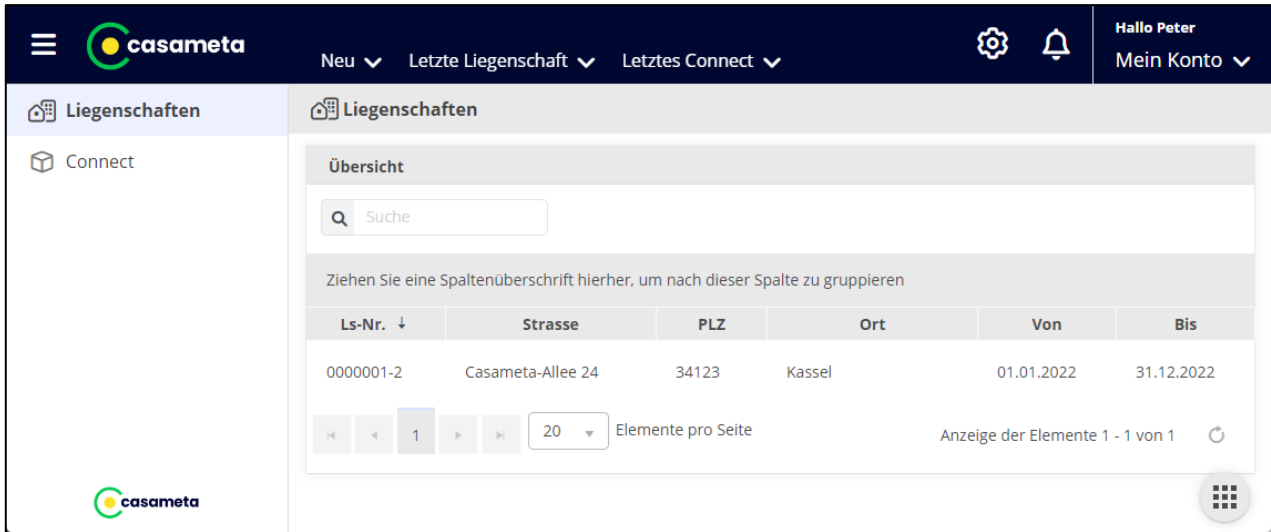 casameta
Neu
Letzte Liegenschaft
Letztes Connect
Hallo Peter
Mein Konto
Liegenschaften
Connect
Liegenschaften
Übersicht
Suche
Ziehen Sie eine Spaltenüberschrift hierher, um nach dieser Spalte zu gruppieren
Ls-Nr. ↓ Strasse PLZ Ort Von Bis
0000001-2 Casameta-Allee 24 34123 Kassel 01.01.2022 31.12.2022
1 20 Elemente pro Seite Anzeige der Elemente 1 - 1 von 1
casameta